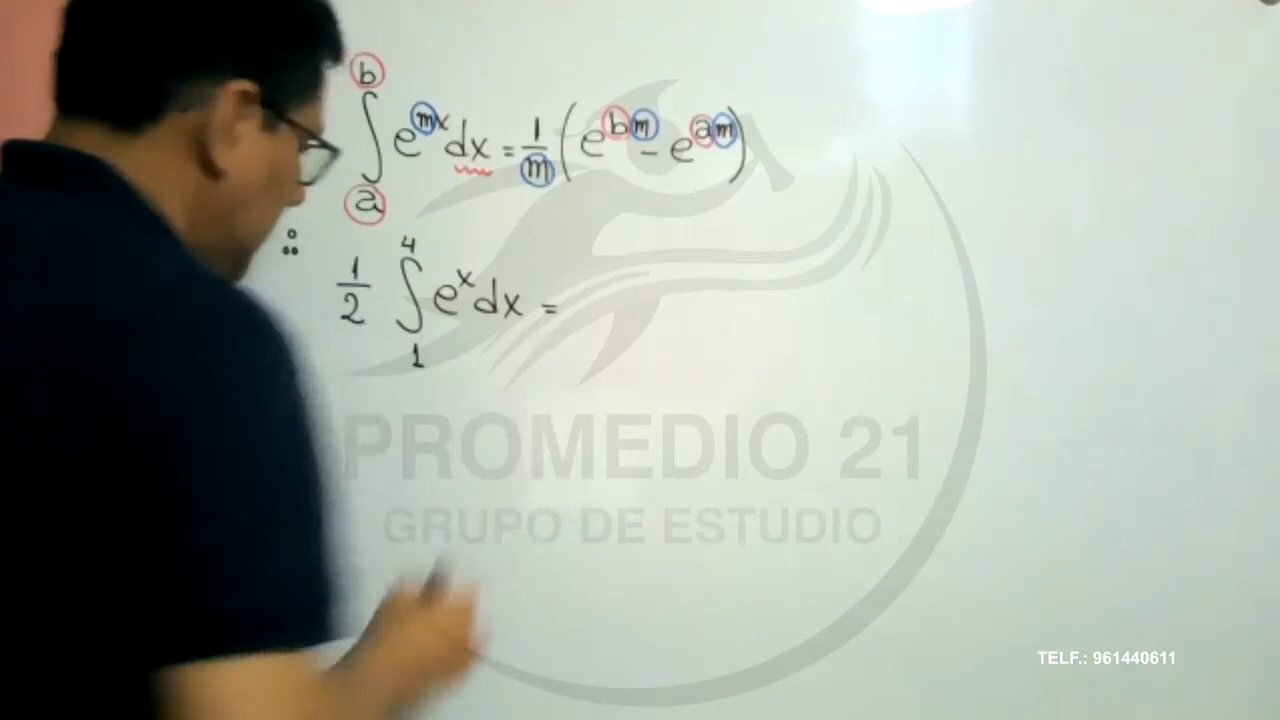 ∫_a^b e^{mx} dx = 1/m (e^{bm} - e^{am})
∴ 1/2 ∫_1^4 e^x dx =
PROMEDIO 21
GRUPO DE ESTUDIO
TELF.: 961440611